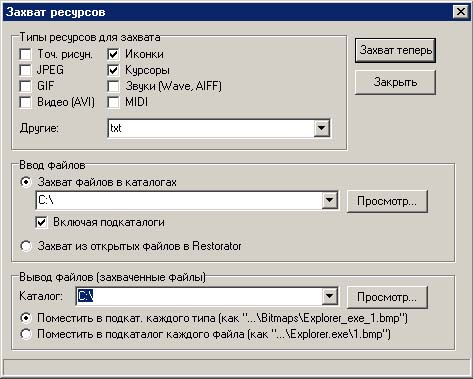 Захват ресурсов
Типы ресурсов для захвата
Точ. рисун.
Иконки
JPEG
Курсоры
GIF
Звуки (Wave, AIFF)
Видео (AVI)
MIDI
Другие:
txt
Захват теперь
Закрыть
Ввод файлов
Захват файлов в каталогах
C:\
Просмотр...
Включая подкаталоги
Захват из открытых файлов в Restorator
Вывод файлов (захваченные файлы)
Каталог:
C:\
Просмотр...
Поместить в подкат. каждого типа (как "...\Bitmaps\Explorer_exe_1.bmp")
Поместить в подкаталог каждого файла (как "...\Explorer.exe\1.bmp")